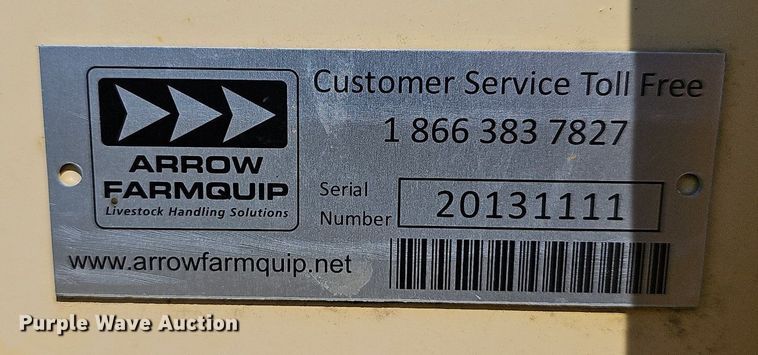 Customer Service Toll Free
1 866 383 7827
ARROW
FARMQUIP
Livestock Handling Solutions
Serial
Number
20131111
www.arrowfarmquip.net
Purple Wave Auction